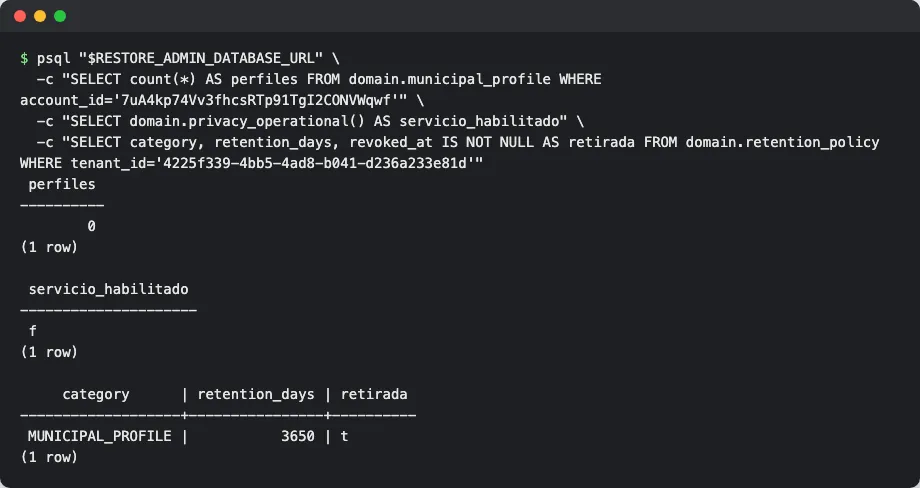 $ psql "$RESTORE_ADMIN_DATABASE_URL" \
  -c "SELECT count(*) AS perfiles FROM domain.municipal_profile WHERE
account_id='7uA4kp74Vv3fhcsRTp91TgI2CONVWqwf'" \
  -c "SELECT domain.privacy_operational() AS servicio_habilitado" \
  -c "SELECT category, retention_days, revoked_at IS NOT NULL AS retirada FROM domain.retention_policy
WHERE tenant_id='4225f339-4bb5-4ad8-b041-d236a233e81d'"
 perfiles
----------
        0
(1 row)

 servicio_habilitado
---------------------
 f
(1 row)

     category      | retention_days | retirada
-------------------+----------------+----------
 MUNICIPAL_PROFILE |           3650 | t
(1 row)